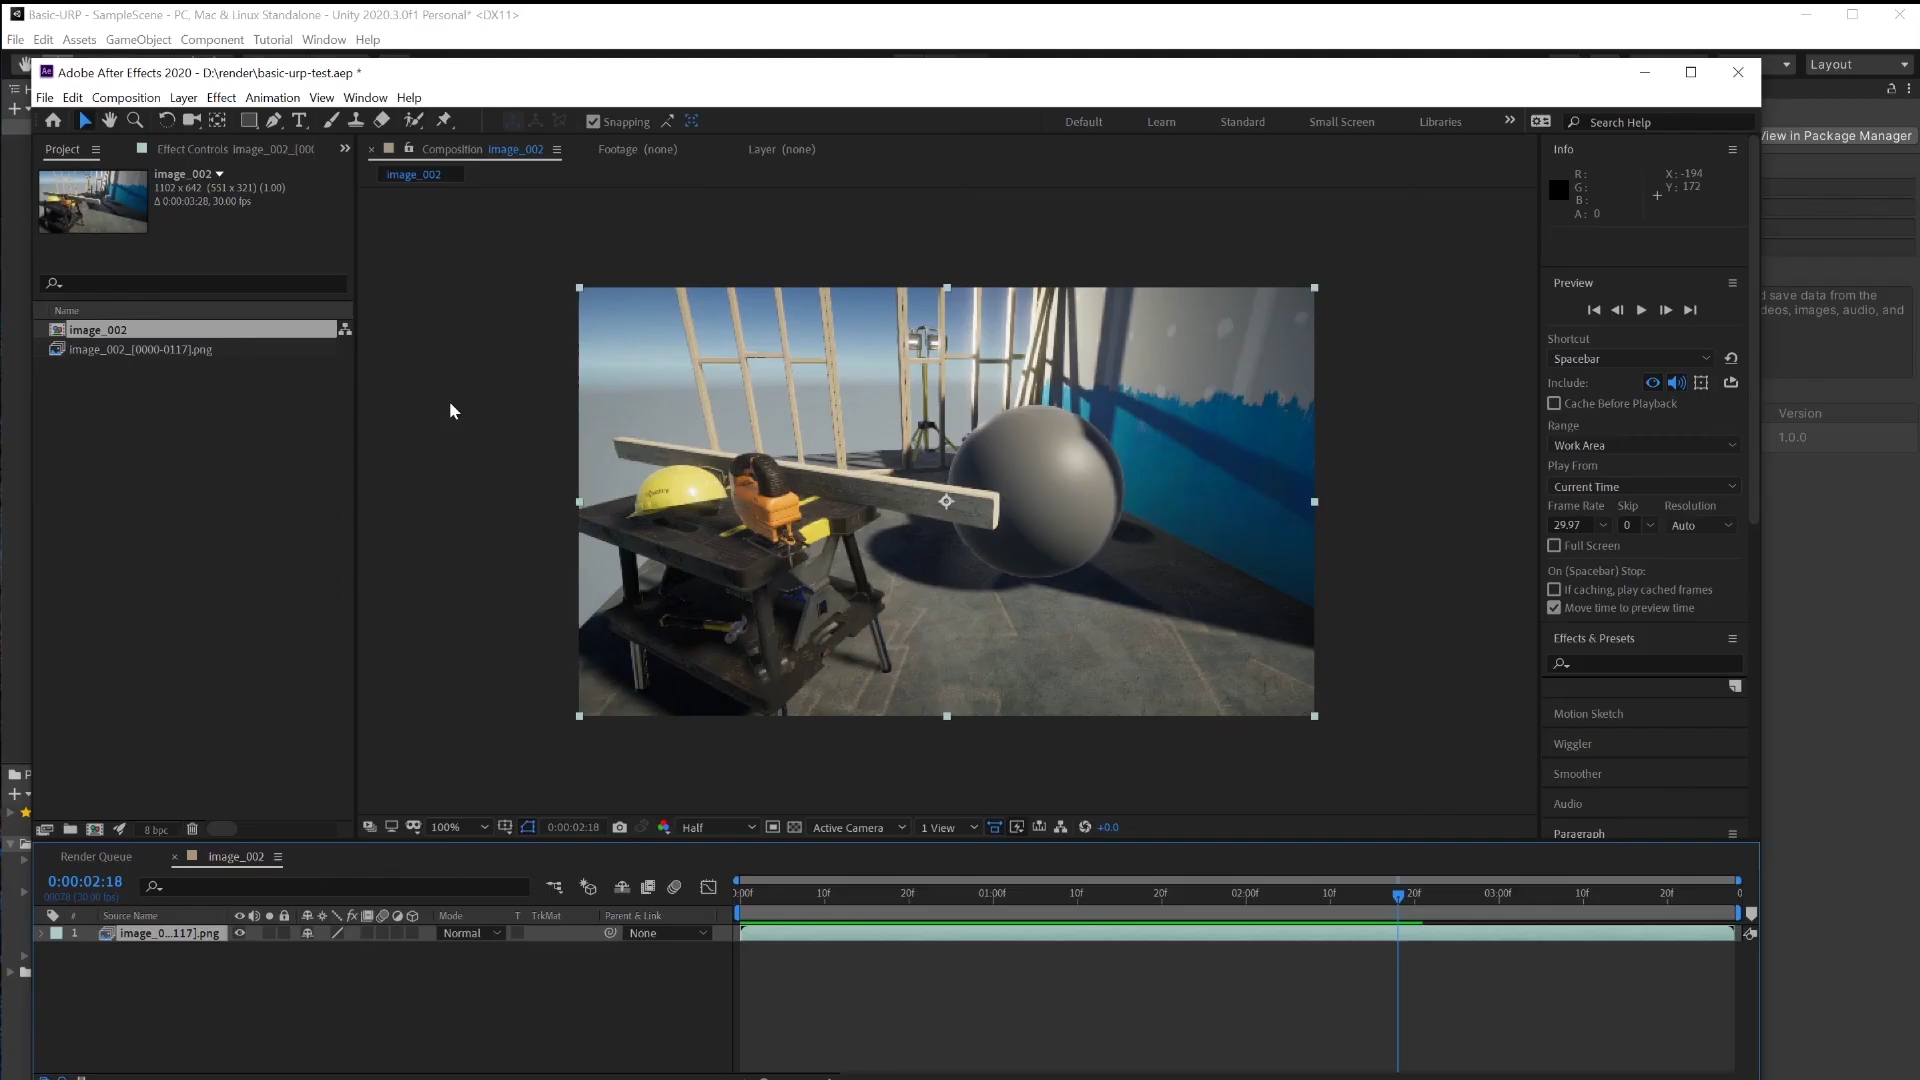 Basic-URP - SampleScene - PC, Mac & Linux Standalone - Unity 2020.3.0f1 Personal* <DX11>
File Edit Assets GameObject Component Tutorial Window Help
Layout
Adobe After Effects 2020 - D:\render\basic-urp-test.aep *
File Edit Composition Layer Effect Animation View Window Help
Snapping
Default Learn Standard Small Screen Libraries
Search Help
View in Package Manager
Project
Effect Controls image_002_[000
Composition image_002
Footage (none)
Layer (none)
image_002
image_002
1102 x 642 (551 x 321) (1.00)
Δ 0:00:03:28, 30.00 fps
Name
image_002
image_002_[0000-0117].png
Info
R:
G:
B:
A: 0
X: -194
Y: 172
Preview
Shortcut
Spacebar
Include:
Cache Before Playback
Range
Work Area
Play From
Current Time
Frame Rate Skip Resolution
29.97 0 Auto
Full Screen
On (Spacebar) Stop:
If caching, play cached frames
Move time to preview time
Effects & Presets
Motion Sketch
Wiggler
Smoother
Audio
Paragraph
d save data from the
deos, images, audio, and
Version
1.0.0
8 bpc
100%
0:00:02:18
Half
Active Camera
1 View
+0.0
Render Queue
image_002
0:00:02:18
00078 (30.00 fps)
:00f 10f 20f 01:00f 10f 20f 02:00f 10f 20f 03:00f 10f 20f 0
# Source Name Mode T TrkMat Parent & Link
1 image_0...117].png Normal None